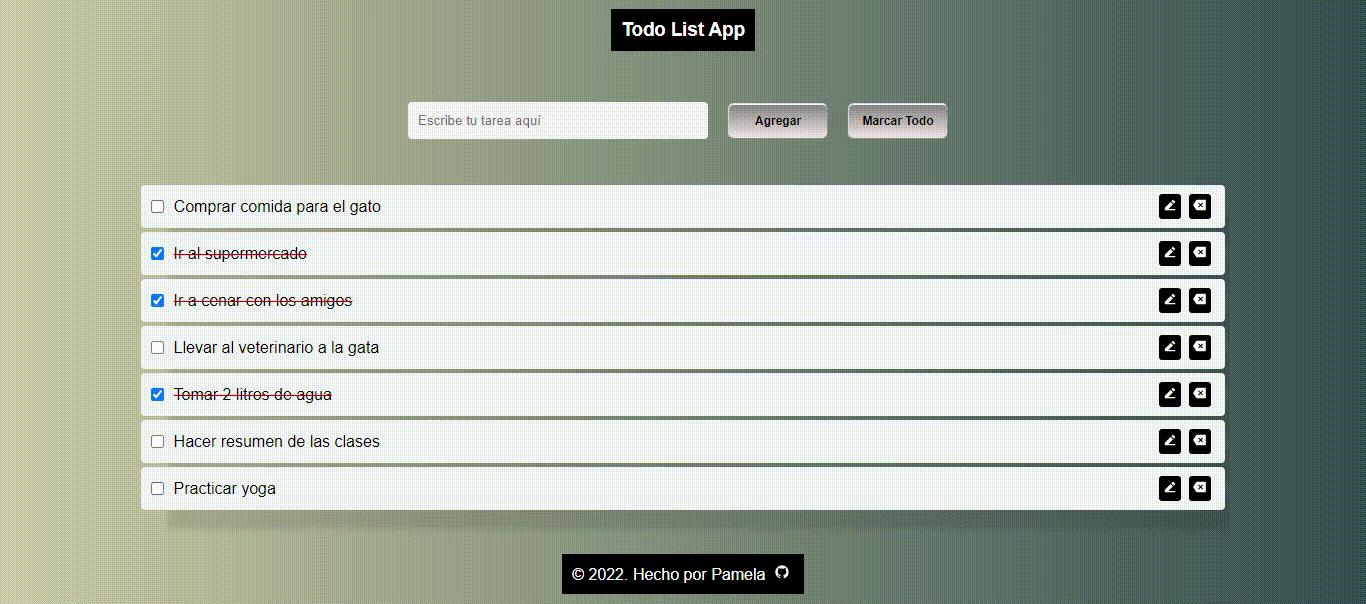 Todo List App
Escribe tu tarea aquí
Agregar
Marcar Todo
Comprar comida para el gato
Ir al supermercado
Ir a cenar con los amigos
Llevar al veterinario a la gata
Tomar 2 litros de agua
Hacer resumen de las clases
Practicar yoga
© 2022. Hecho por Pamela